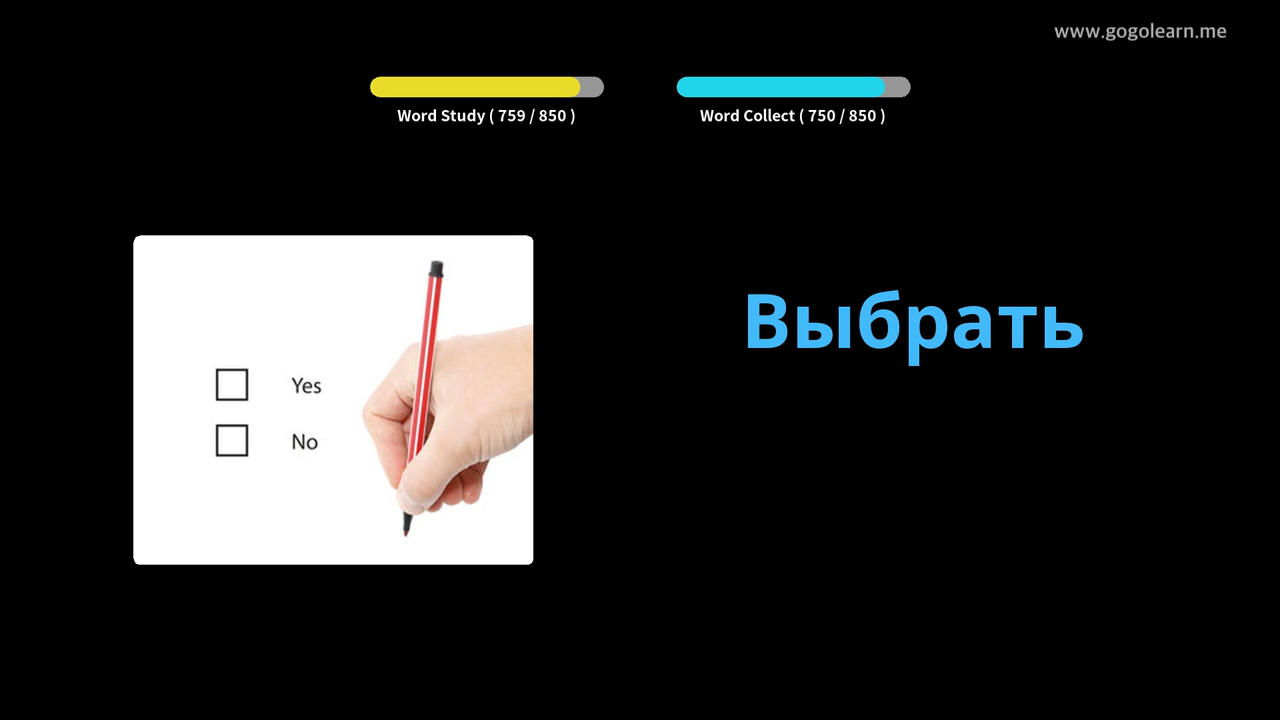 www.gogolearn.me
Word Study ( 759 / 850 )
Word Collect ( 750 / 850 )
Выбрать
Yes
No